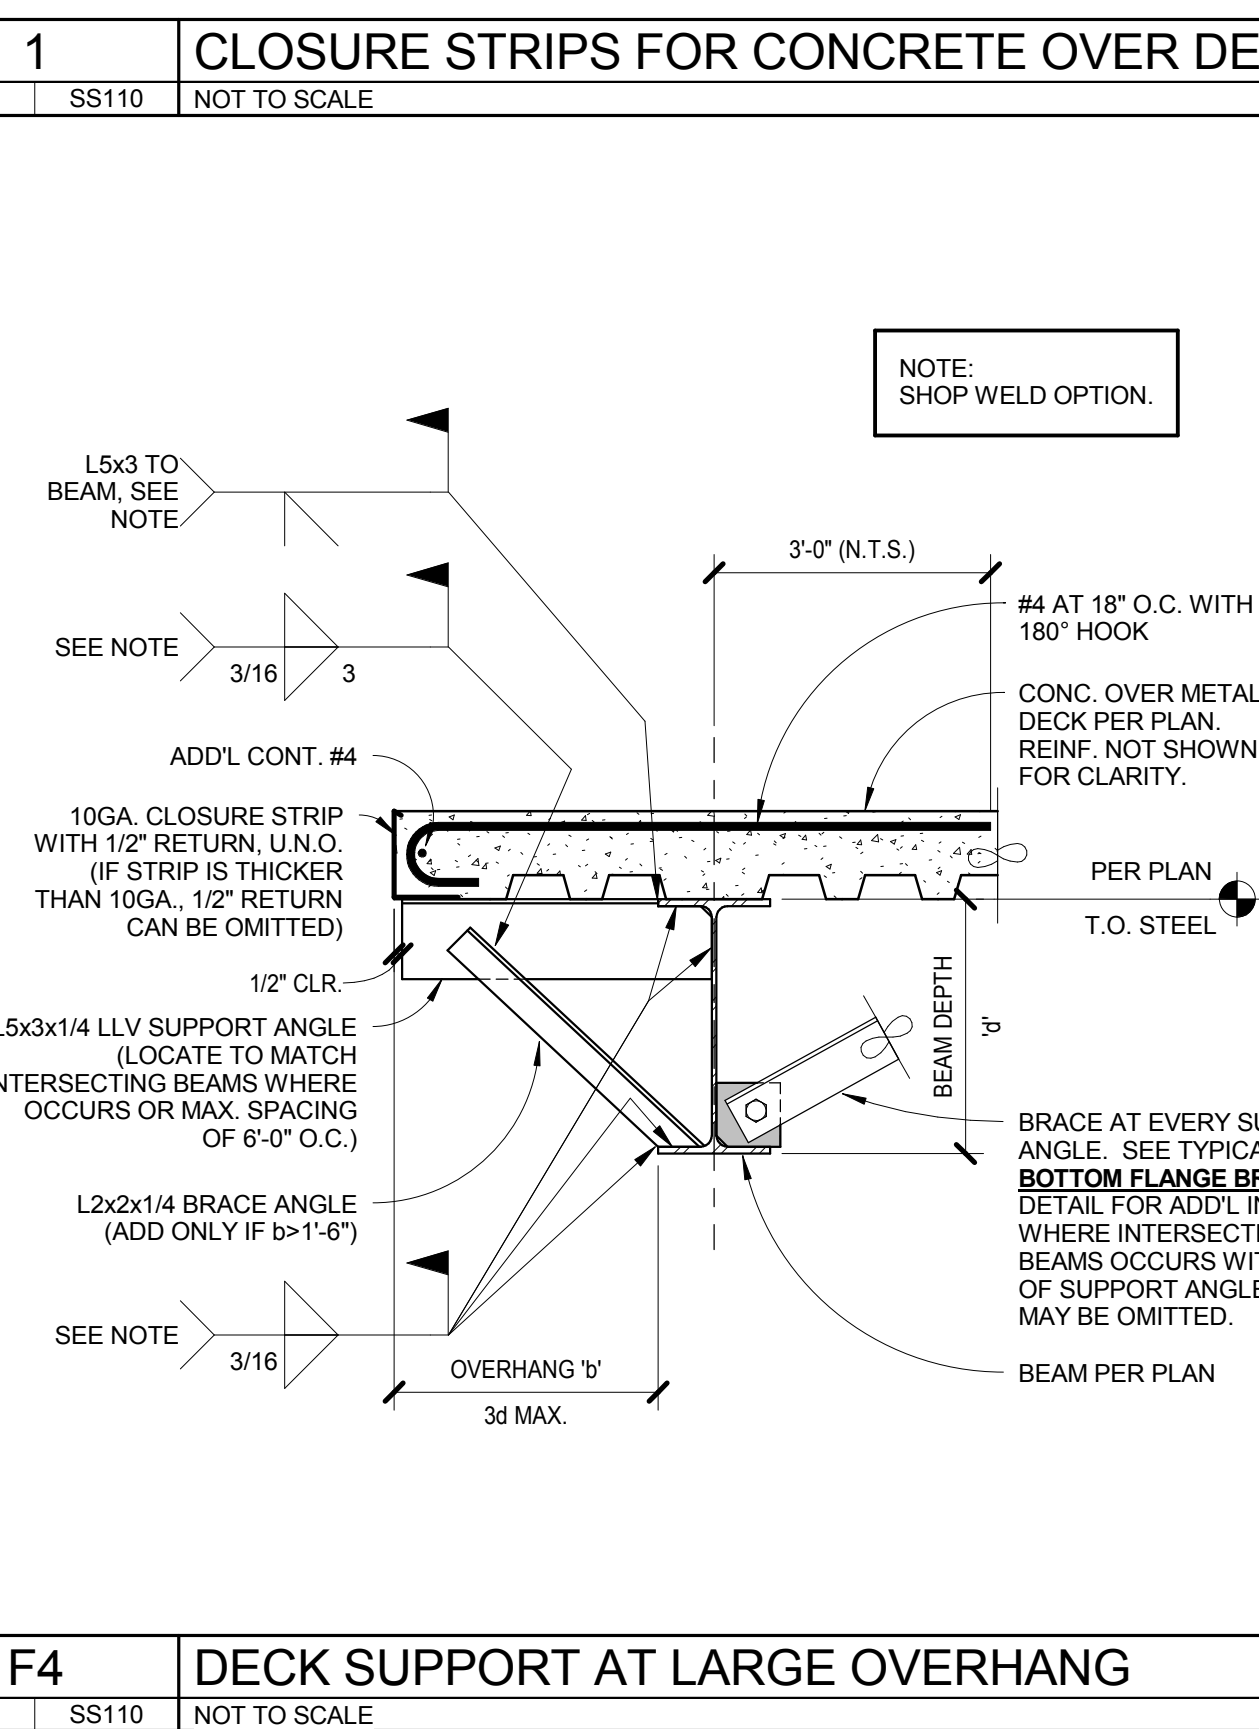 1
CLOSURE STRIPS FOR CONCRETE OVER DE
SS110
NOT TO SCALE
NOTE:
SHOP WELD OPTION.
L5x3 TO
BEAM, SEE
NOTE
3'-0" (N.T.S.)
#4 AT 18" O.C. WITH
180° HOOK
SEE NOTE
3/16
3
CONC. OVER METAL
DECK PER PLAN.
REINF. NOT SHOWN
FOR CLARITY.
ADD'L CONT. #4
10GA. CLOSURE STRIP
WITH 1/2" RETURN, U.N.O.
(IF STRIP IS THICKER
THAN 10GA., 1/2" RETURN
CAN BE OMITTED)
PER PLAN
T.O. STEEL
1/2" CLR.
BEAM DEPTH
'd'
L5x3x1/4 LLV SUPPORT ANGLE
(LOCATE TO MATCH
NTERSECTING BEAMS WHERE
OCCURS OR MAX. SPACING
OF 6'-0" O.C.)
BRACE AT EVERY SU
ANGLE. SEE TYPICA
BOTTOM FLANGE BR
DETAIL FOR ADD'L IN
WHERE INTERSECTI
BEAMS OCCURS WIT
OF SUPPORT ANGLE
MAY BE OMITTED.
L2x2x1/4 BRACE ANGLE
(ADD ONLY IF b>1'-6")
SEE NOTE
3/16
OVERHANG 'b'
3d MAX.
BEAM PER PLAN
F4
DECK SUPPORT AT LARGE OVERHANG
SS110
NOT TO SCALE